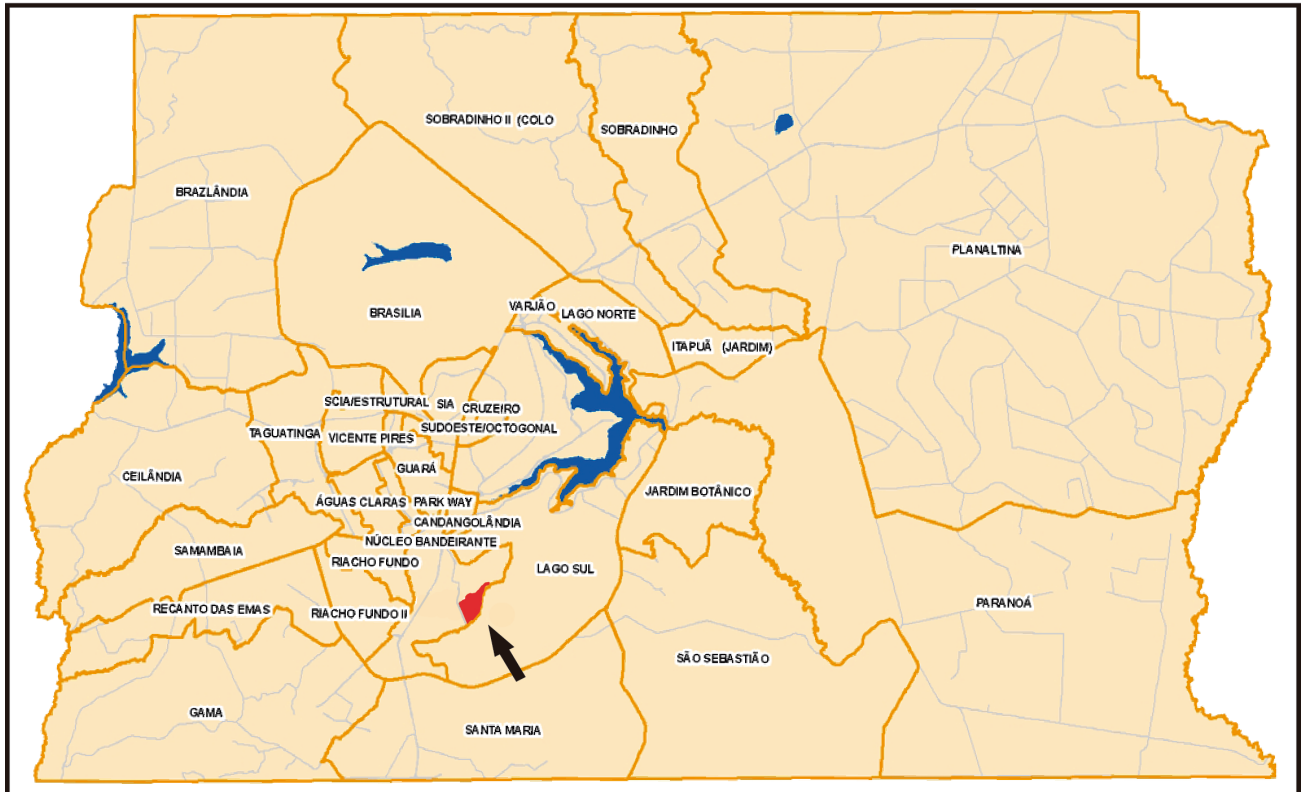 SOBRADINHO II (COLO
SOBRADINHO
BRAZLÂNDIA
PLANALTINA
BRASILIA
VARJÃO
LAGO NORTE
ITAPUÃ (JARDIM)
SCIA/ESTRUTURAL
SIA
CRUZEIRO
SUDOESTE/OCTOGONAL
TAGUATINGA
VICENTE PIRES
GUARÁ
CEILÂNDIA
JARDIM BOTÂNICO
ÁGUAS CLARAS
PARK WAY
CANDANGOLÂNDIA
NÚCLEO BANDEIRANTE
SAMAMBAIA
RIACHO FUNDO
LAGO SUL
RECANTO DAS EMAS
RIACHO FUNDO II
PARANOÁ
SÃO SEBASTIÃO
GAMA
SANTA MARIA